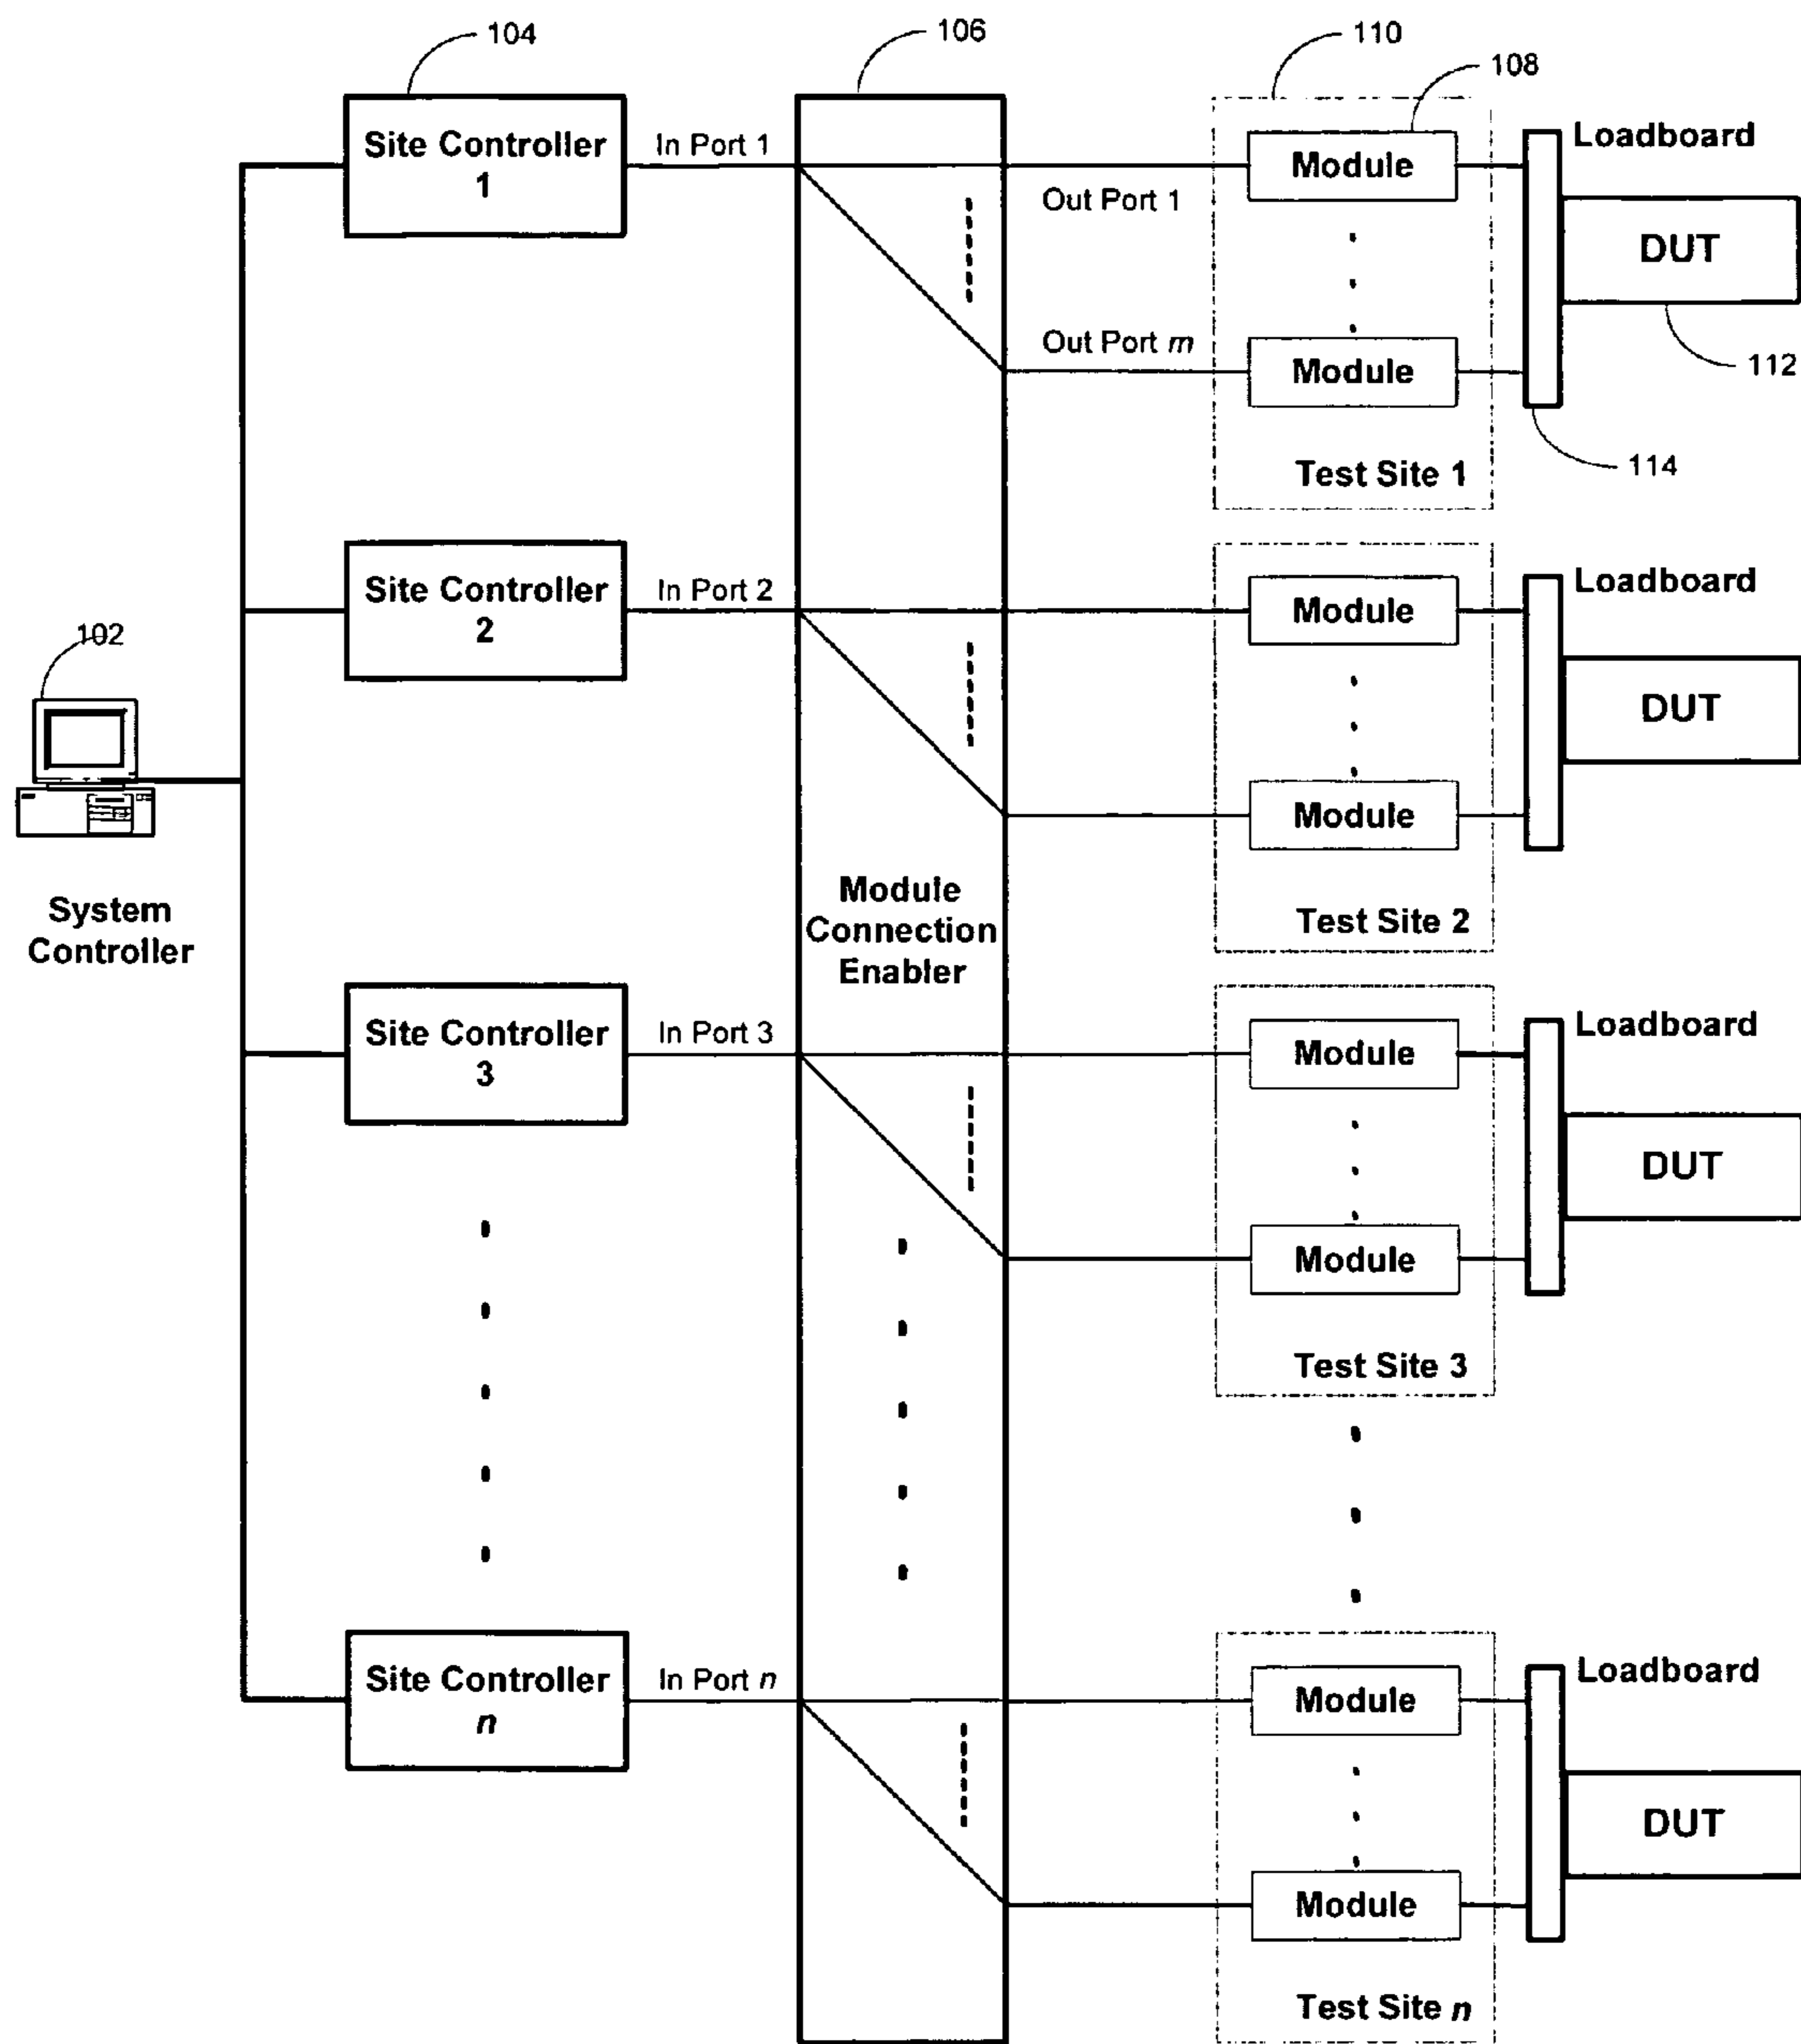 104
106
110
108
Site Controller
1
In Port 1
Out Port 1
Out Port m
Module
Module
Test Site 1
Loadboard
DUT
112
114
Site Controller
2
In Port 2
Module
Module
Test Site 2
Loadboard
DUT
102
System
Controller
Module
Connection
Enabler
Site Controller
3
In Port 3
Module
Module
Test Site 3
Loadboard
DUT
Site Controller
n
In Port n
Module
Module
Test Site n
Loadboard
DUT